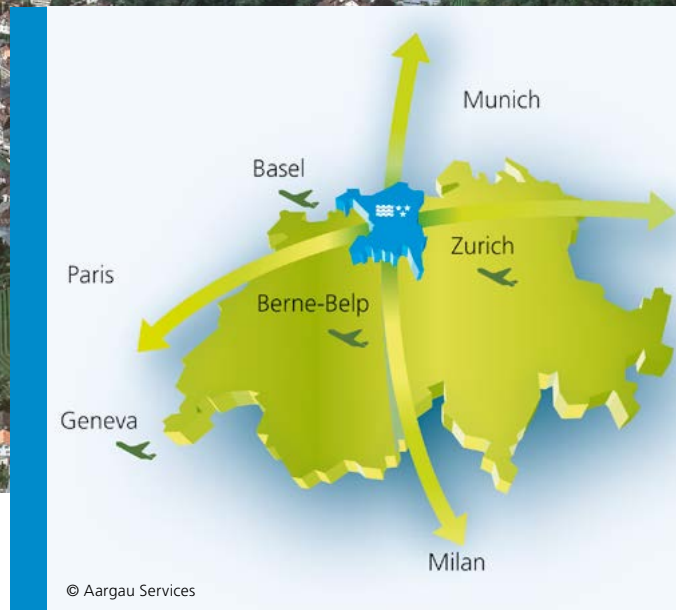 Munich
Basel
Zurich
Paris
Berne-Belp
Geneva
Milan
© Aargau Services